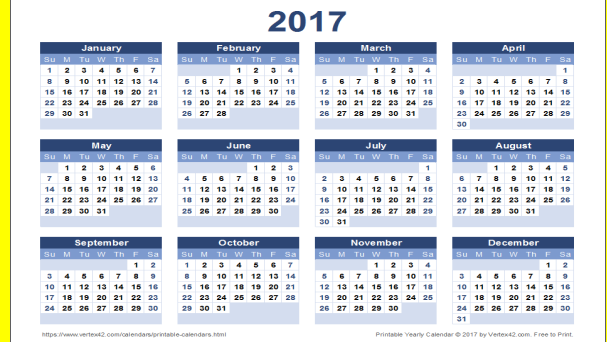 2017
January February March April
Su M Tu W Th F Sa Su M Tu W Th F Sa Su M Tu W Th F Sa Su M Tu W Th F Sa
1 2 3 4 5 6 7 1 2 3 4 1 2 3 4 1
8 9 10 11 12 13 14 5 6 7 8 9 10 11 5 6 7 8 9 10 11 2 3 4 5 6 7 8
15 16 17 18 19 20 21 12 13 14 15 16 17 18 12 13 14 15 16 17 18 9 10 11 12 13 14 15
22 23 24 25 26 27 28 19 20 21 22 23 24 25 19 20 21 22 23 24 25 16 17 18 19 20 21 22
29 30 31 26 27 28 26 27 28 29 30 31 23 24 25 26 27 28 29
30
May June July August
Su M Tu W Th F Sa Su M Tu W Th F Sa Su M Tu W Th F Sa Su M Tu W Th F Sa
1 2 3 4 5 6 1 2 3 1 1 2 3 4 5
7 8 9 10 11 12 13 4 5 6 7 8 9 10 2 3 4 5 6 7 8 6 7 8 9 10 11 12
14 15 16 17 18 19 20 11 12 13 14 15 16 17 9 10 11 12 13 14 15 13 14 15 16 17 18 19
21 22 23 24 25 26 27 18 19 20 21 22 23 24 16 17 18 19 20 21 22 20 21 22 23 24 25 26
28 29 30 31 25 26 27 28 29 30 23 24 25 26 27 28 29 27 28 29 30 31
30 31
September October November December
Su M Tu W Th F Sa Su M Tu W Th F Sa Su M Tu W Th F Sa Su M Tu W Th F Sa
1 2 1 2 3 4 5 6 7 1 2 3 4 1 2
3 4 5 6 7 8 9 8 9 10 11 12 13 14 5 6 7 8 9 10 11 3 4 5 6 7 8 9
10 11 12 13 14 15 16 15 16 17 18 19 20 21 12 13 14 15 16 17 18 10 11 12 13 14 15 16
17 18 19 20 21 22 23 22 23 24 25 26 27 28 19 20 21 22 23 24 25 17 18 19 20 21 22 23
24 25 26 27 28 29 30 29 30 31 26 27 28 29 30 24 25 26 27 28 29 30
31
https://www.vertex42.com/calendars/printable-calendars.html Printable Yearly Calendar © 2017 by Vertex42.com. Free to Print.